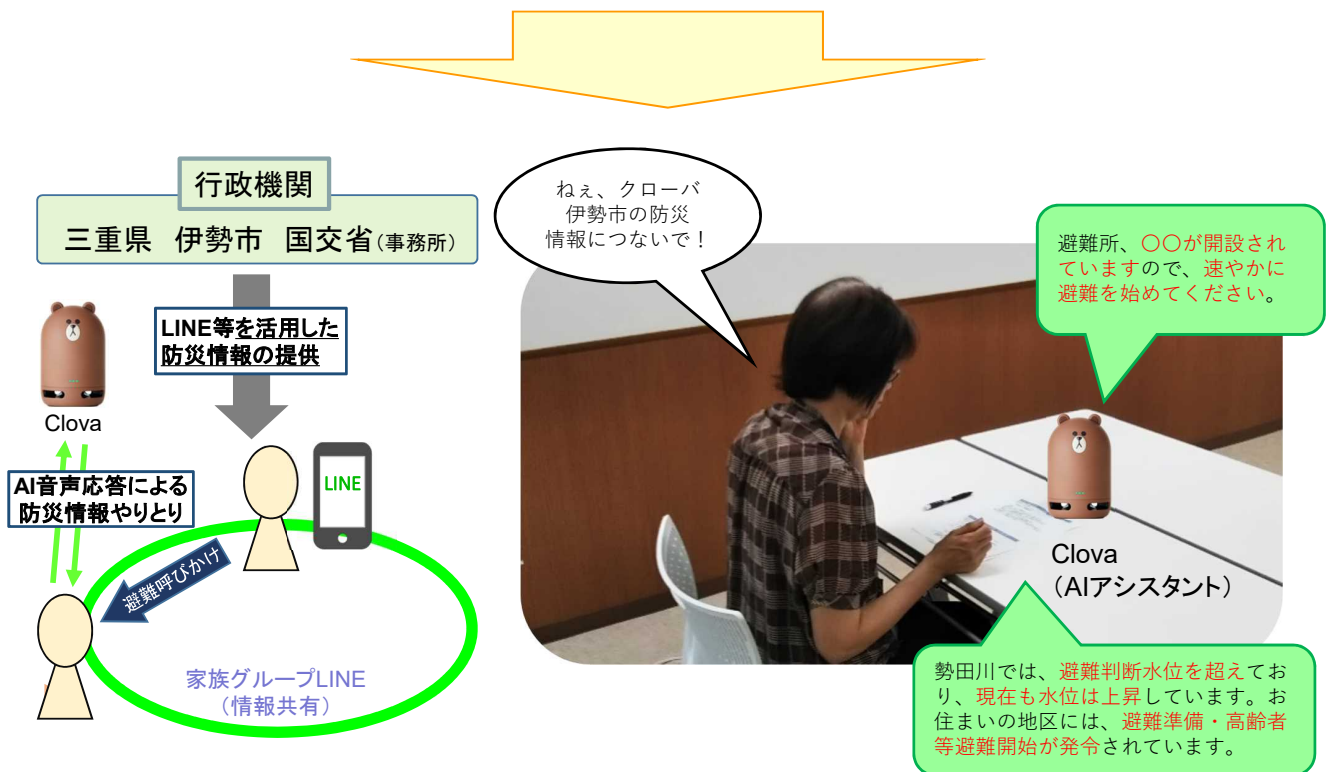 行政機関
三重県 伊勢市 国交省(事務所)
LINE等を活用した
防災情報の提供
Clova
AI音声応答による
防災情報やりとり
LINE
避難呼びかけ
家族グループLINE
(情報共有)
ねぇ、クローバ
伊勢市の防災
情報につないで!
避難所、〇〇が開設され
ていますので、速やかに
避難を始めてください。
Clova
(AIアシスタント)
勢田川では、避難判断水位を超えてお
り、現在も水位は上昇しています。お
住まいの地区には、避難準備・高齢者
等避難開始が発令されています。